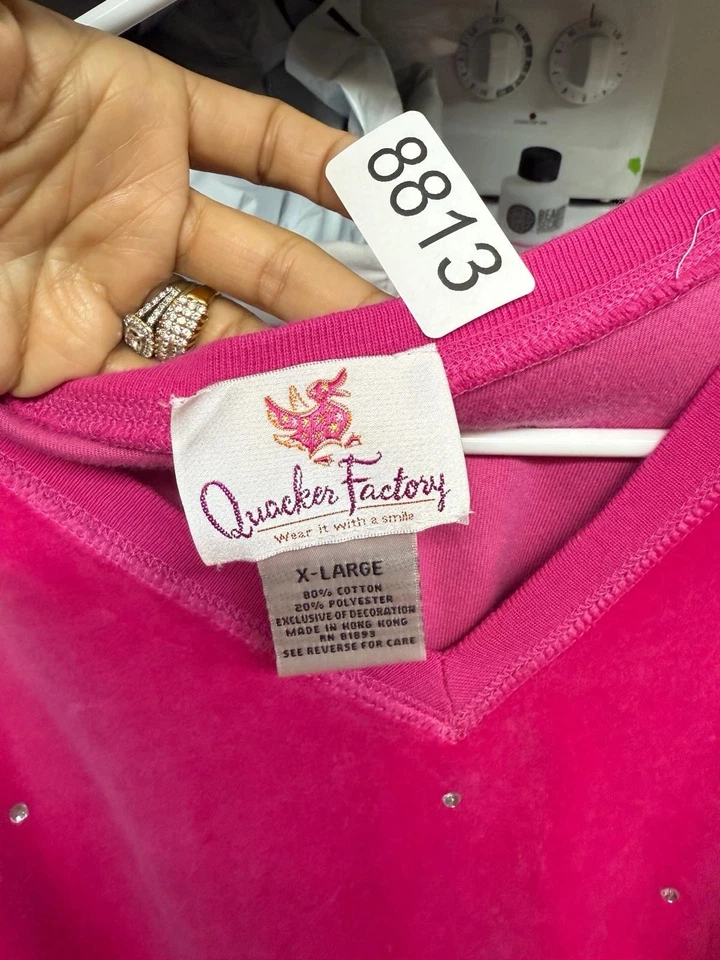 8813
Quacker Factory
Wear it with a smile
X-LARGE
80% COTTON
20% POLYESTER
EXCLUSIVE OF DECORATION
MADE IN HONG KONG
RN 81893
SEE REVERSE FOR CARE